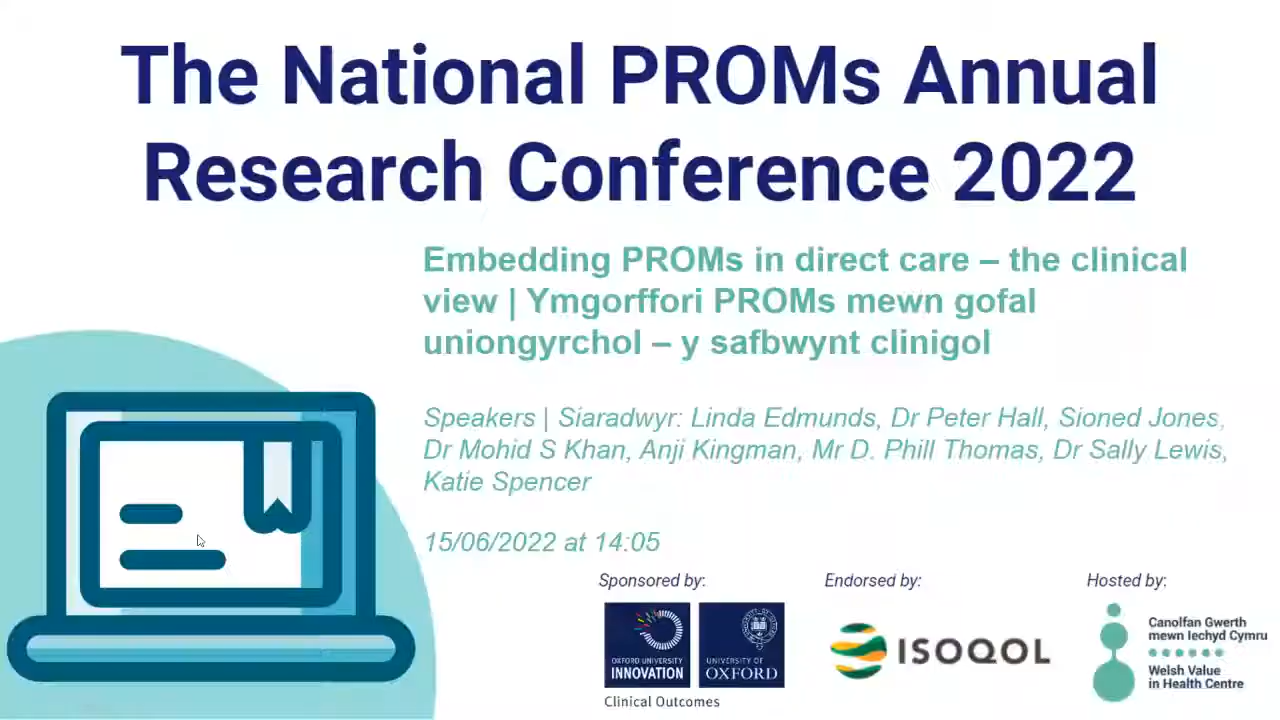 The National PROMs Annual
Research Conference 2022
Embedding PROMs in direct care – the clinical
view | Ymgorffori PROMs mewn gofal
uniongyrchol – y safbwynt clinigol
Speakers | Siaradwyr: Linda Edmunds, Dr Peter Hall, Sioned Jones,
Dr Mohid S Khan, Anji Kingman, Mr D. Phill Thomas, Dr Sally Lewis,
Katie Spencer
15/06/2022 at 14:05
Sponsored by:
Endorsed by:
Hosted by:
OXFORD UNIVERSITY
INNOVATION
UNIVERSITY OF
OXFORD
Clinical Outcomes
ISOQOL
Canolfan Gwerth
mewn Iechyd Cymru
Welsh Value
in Health Centre